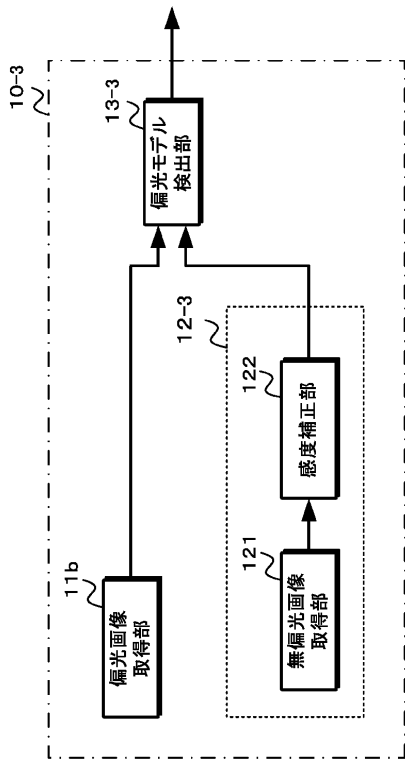 10-3
11b
偏光画像
取得部
13-3
偏光モデル
検出部
12-3
121
無偏光画像
取得部
122
感度補正部